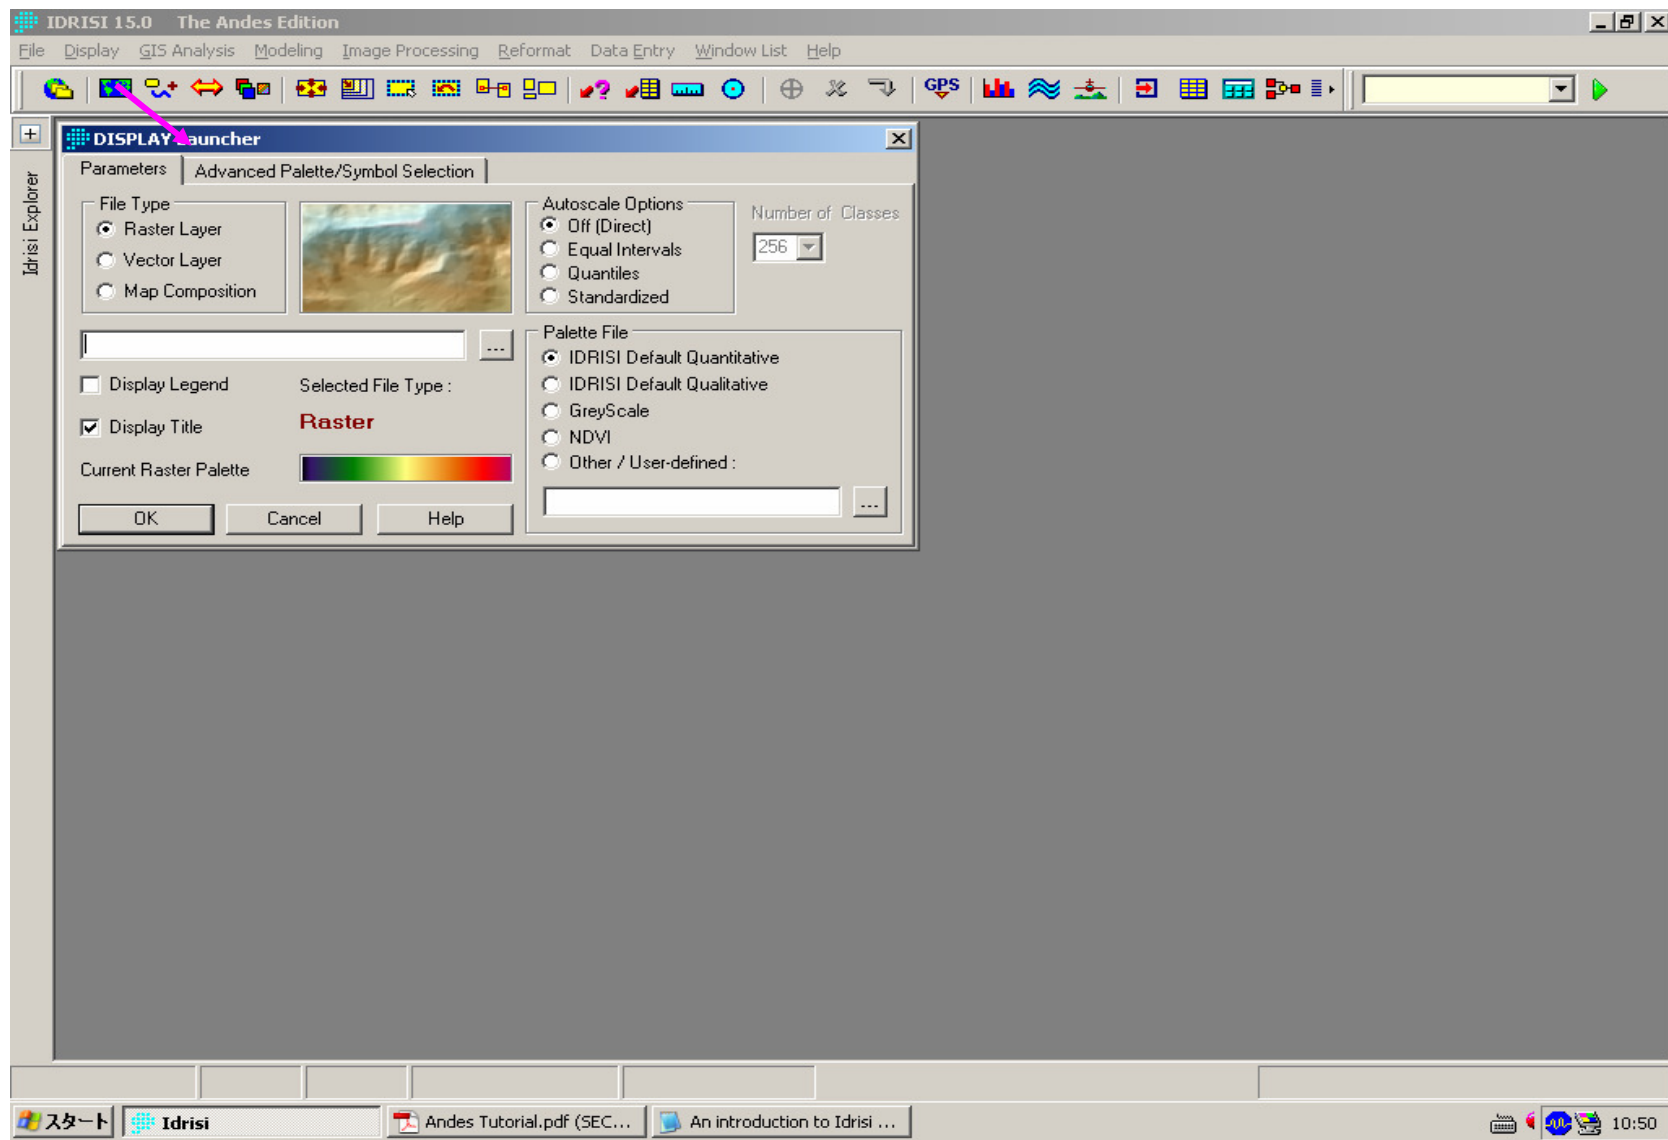 IDRISI 15.0 The Andes Edition
File Display GIS Analysis Modeling Image Processing Reformat Data Entry Window List Help
GPS
DISPLAY Launcher
Parameters Advanced Palette/Symbol Selection
Idrisi Explorer
File Type
Raster Layer
Vector Layer
Map Composition
Autoscale Options
Off (Direct)
Equal Intervals
Quantiles
Standardized
Number of Classes
256
...
Display Legend
Selected File Type :
Display Title
Raster
Current Raster Palette
OK Cancel Help
Palette File
IDRISI Default Quantitative
IDRISI Default Qualitative
GreyScale
NDVI
Other / User-defined :
...
スタート Idrisi Andes Tutorial.pdf (SEC... An introduction to Idrisi ... 10:50